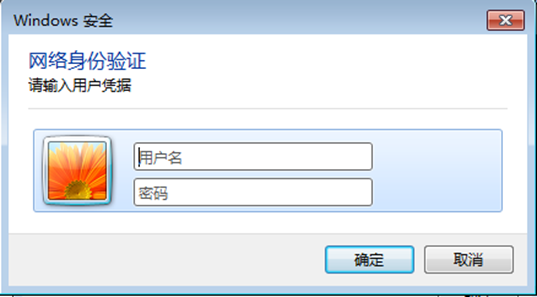 Windows 安全
网络身份验证
请输入用户凭据
用户名
密码
确定 取消